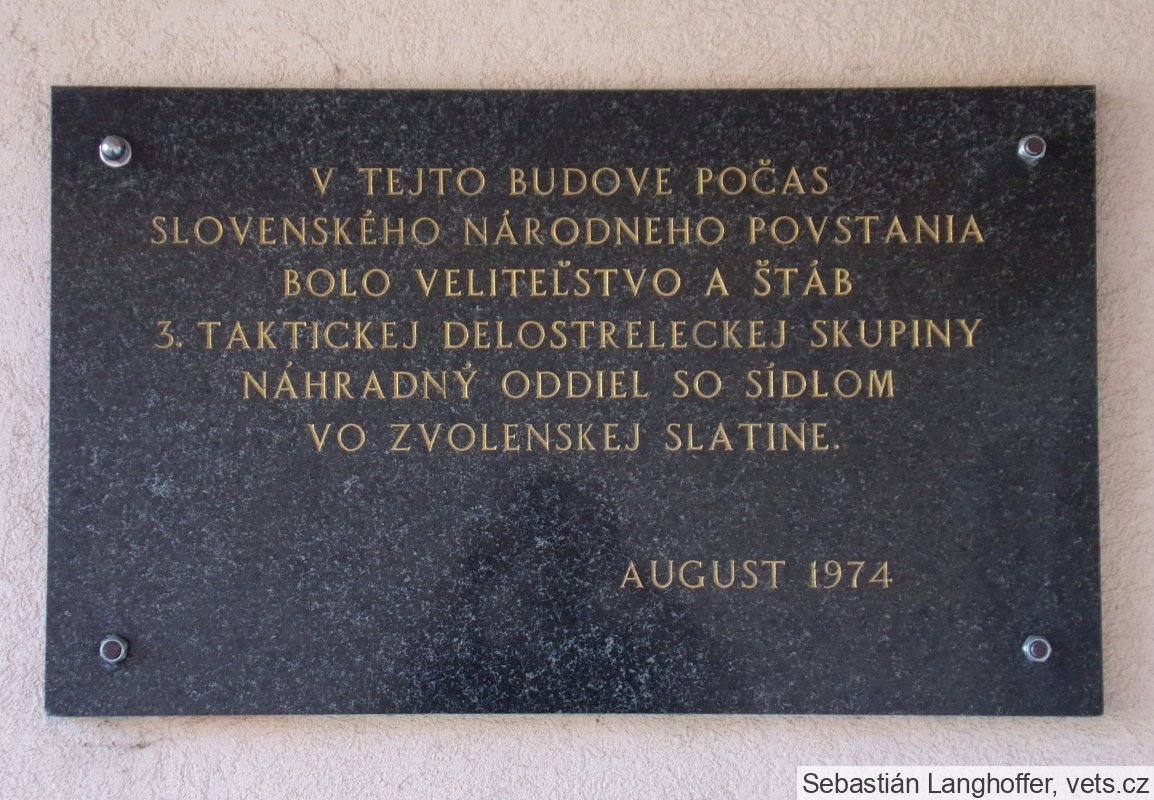 V TEJTO BUDOVE POČAS
SLOVENSKÉHO NÁRODNEHO POVSTANIA
BOLO VELITEĽSTVO A ŠTÁB
3. TAKTICKEJ DELOSTRELECKEJ SKUPINY
NÁHRADNÝ ODDIEL SO SÍDLOM
VO ZVOLENSKEJ SLATINE.
AUGUST 1974
Sebastián Langhoffer, vets.cz